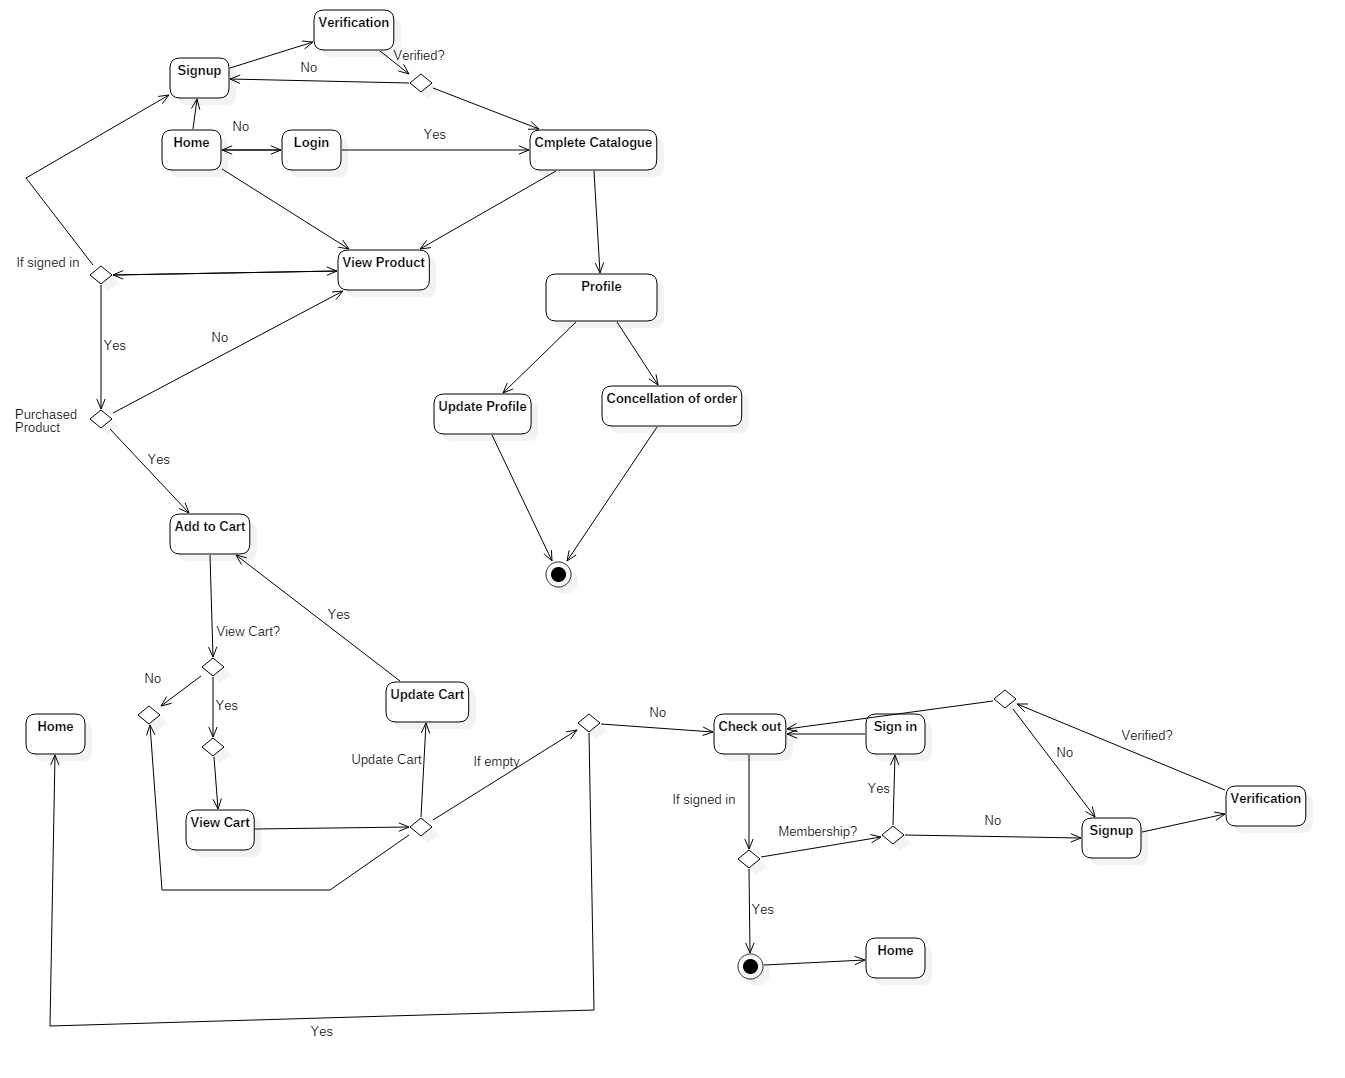 Verification
Verified?
Signup
No
No
Home
Login
Yes
Cmplete Catalogue
If signed in
View Product
Profile
Yes
No
Update Profile
Concellation of order
Purchased
Product
Yes
Add to Cart
Yes
View Cart?
No
Yes
Update Cart
Home
No
Check out
Sign in
Verified?
No
Update Cart
If empty
If signed in
Yes
Verification
View Cart
Membership?
No
Signup
Yes
Home
Yes